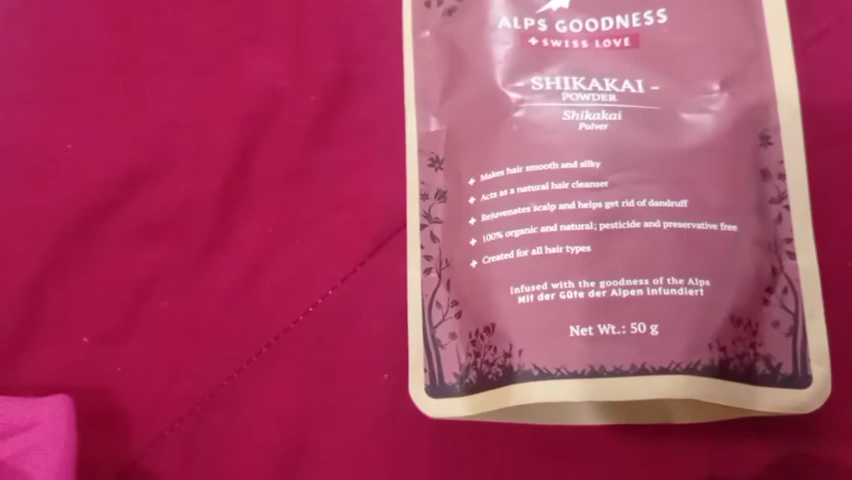 ALPS GOODNESS
+ SWISS LOVE
- SHIKAKAI -
POWDER
Shikakai
Pulver
Makes hair smooth and silky
Acts as a natural hair cleanser
Rejuvenates scalp and helps get rid of dandruff
100% organic and natural; pesticide and preservative free
Created for all hair types
Infused with the goodness of the Alps
Mit der Güte der Alpen infundiert
Net Wt.: 50 g